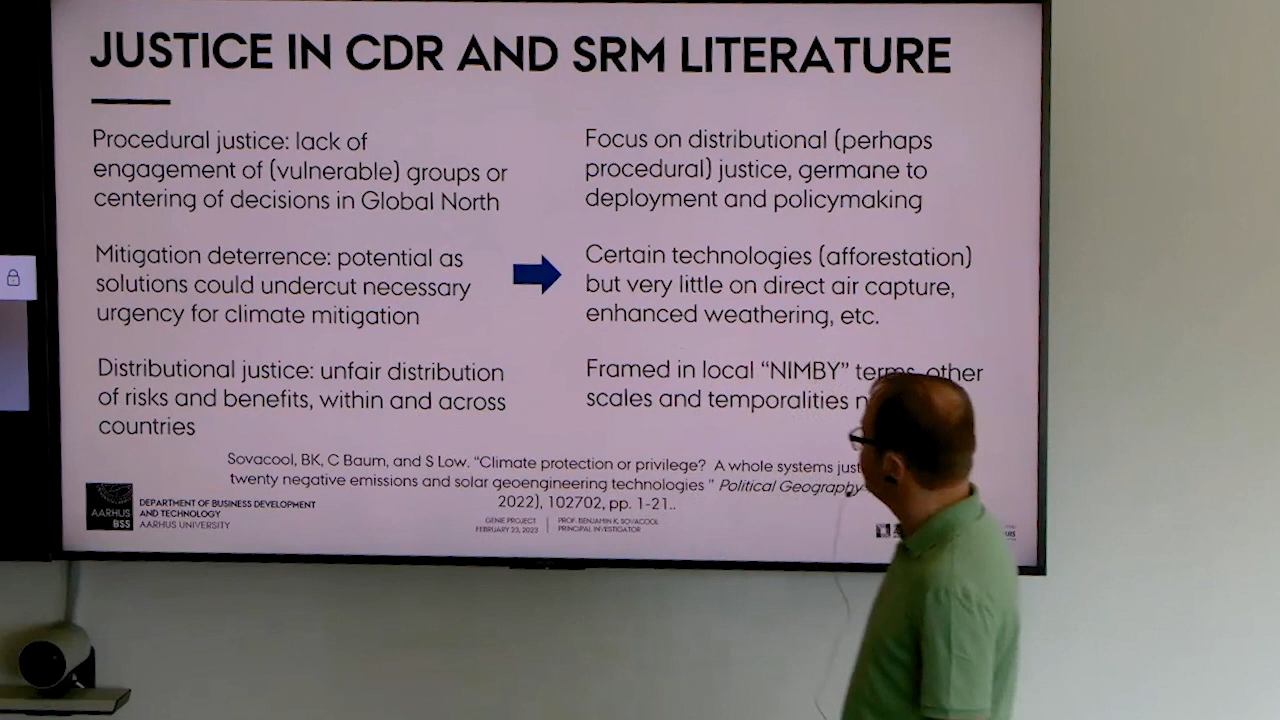 JUSTICE IN CDR AND SRM LITERATURE
Procedural justice: lack of
engagement of (vulnerable) groups or
centering of decisions in Global North
Mitigation deterrence: potential as
solutions could undercut necessary
urgency for climate mitigation
Distributional justice: unfair distribution
of risks and benefits, within and across
countries
Focus on distributional (perhaps
procedural) justice, germane to
deployment and policymaking
Certain technologies (afforestation)
but very little on direct air capture,
enhanced weathering, etc.
Framed in local “NIMBY” terms, other
scales and temporalities
Sovacool, BK, C Baum, and S Low. “Climate protection or privilege? A whole systems
twenty negative emissions and solar geoengineering technologies ” Political Geography
2022), 102702, pp. 1-21..
AARHUS
BSS
DEPARTMENT OF BUSINESS DEVELOPMENT
AND TECHNOLOGY
AARHUS UNIVERSITY
GENIE PROJECT
FEBRUARY 23, 2023
PROF. BENJAMIN K. SOVACOOL
PRINCIPAL INVESTIGATOR